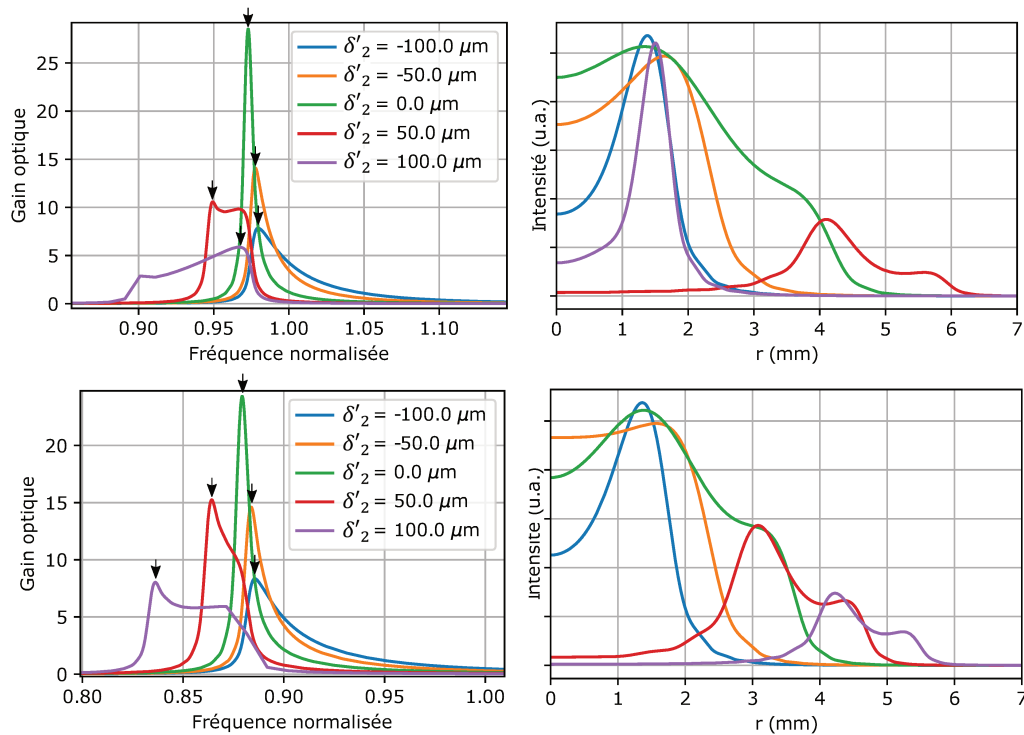 Gain optique
25
20
15
10
5
0
0.90
0.95
1.00
1.05
1.10
Fréquence normalisée
δ'₂ = -100.0 μm
δ'₂ = -50.0 μm
δ'₂ = 0.0 μm
δ'₂ = 50.0 μm
δ'₂ = 100.0 μm
Intensité (u.a.)
0
1
2
3
4
5
6
7
r (mm)
Gain optique
20
15
10
5
0
0.80
0.85
0.90
0.95
1.00
Fréquence normalisée
δ'₂ = -100.0 μm
δ'₂ = -50.0 μm
δ'₂ = 0.0 μm
δ'₂ = 50.0 μm
δ'₂ = 100.0 μm
Intensite (u.a.)
0
1
2
3
4
5
6
7
r (mm)